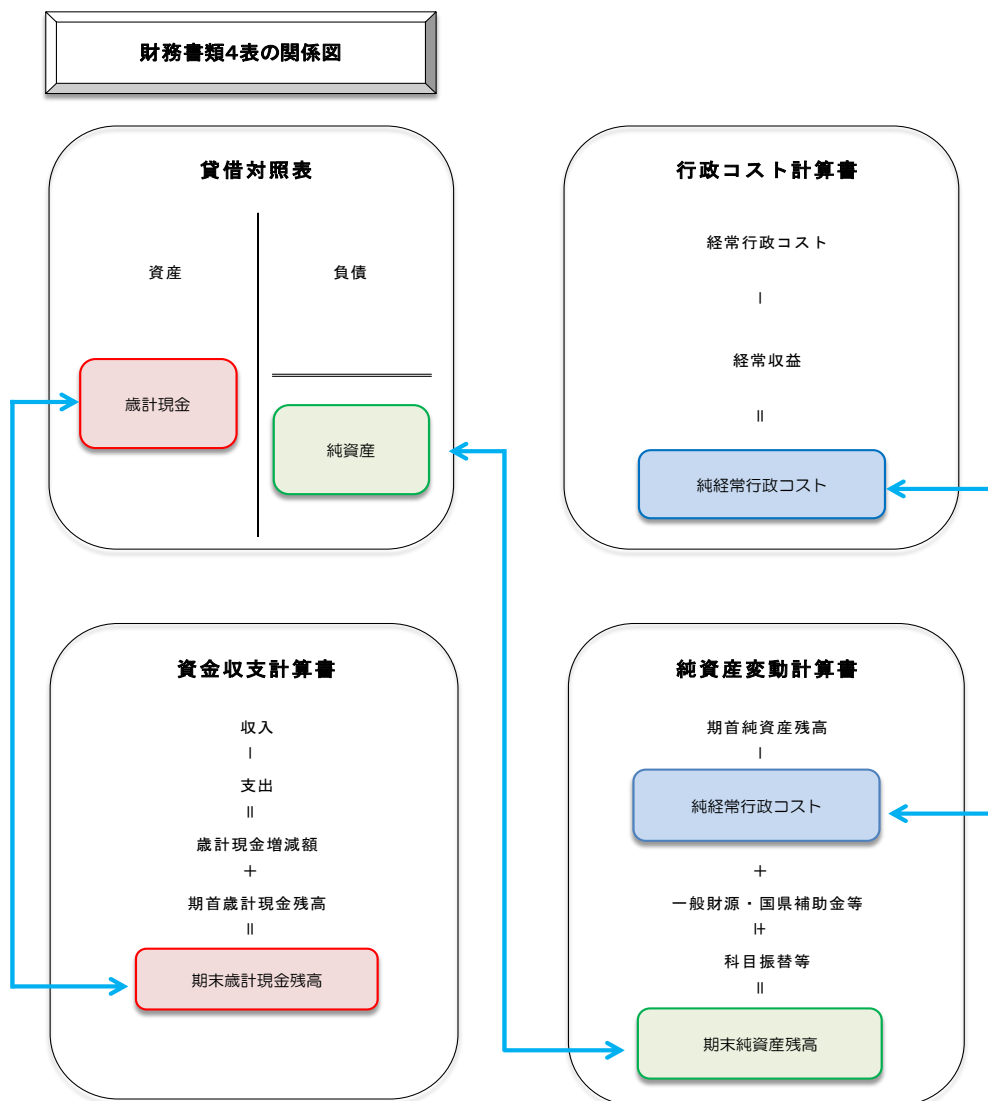 財務書類4表の関係図
貸借対照表
資産
負債
歳計現金
純資産
行政コスト計算書
経常行政コスト
－
経常収益
＝
純経常行政コスト
資金収支計算書
収入
－
支出
＝
歳計現金増減額
＋
期首歳計現金残高
＝
期末歳計現金残高
純資産変動計算書
期首純資産残高
－
純経常行政コスト
＋
一般財源・国県補助金等
科目振替等
＝
期末純資産残高